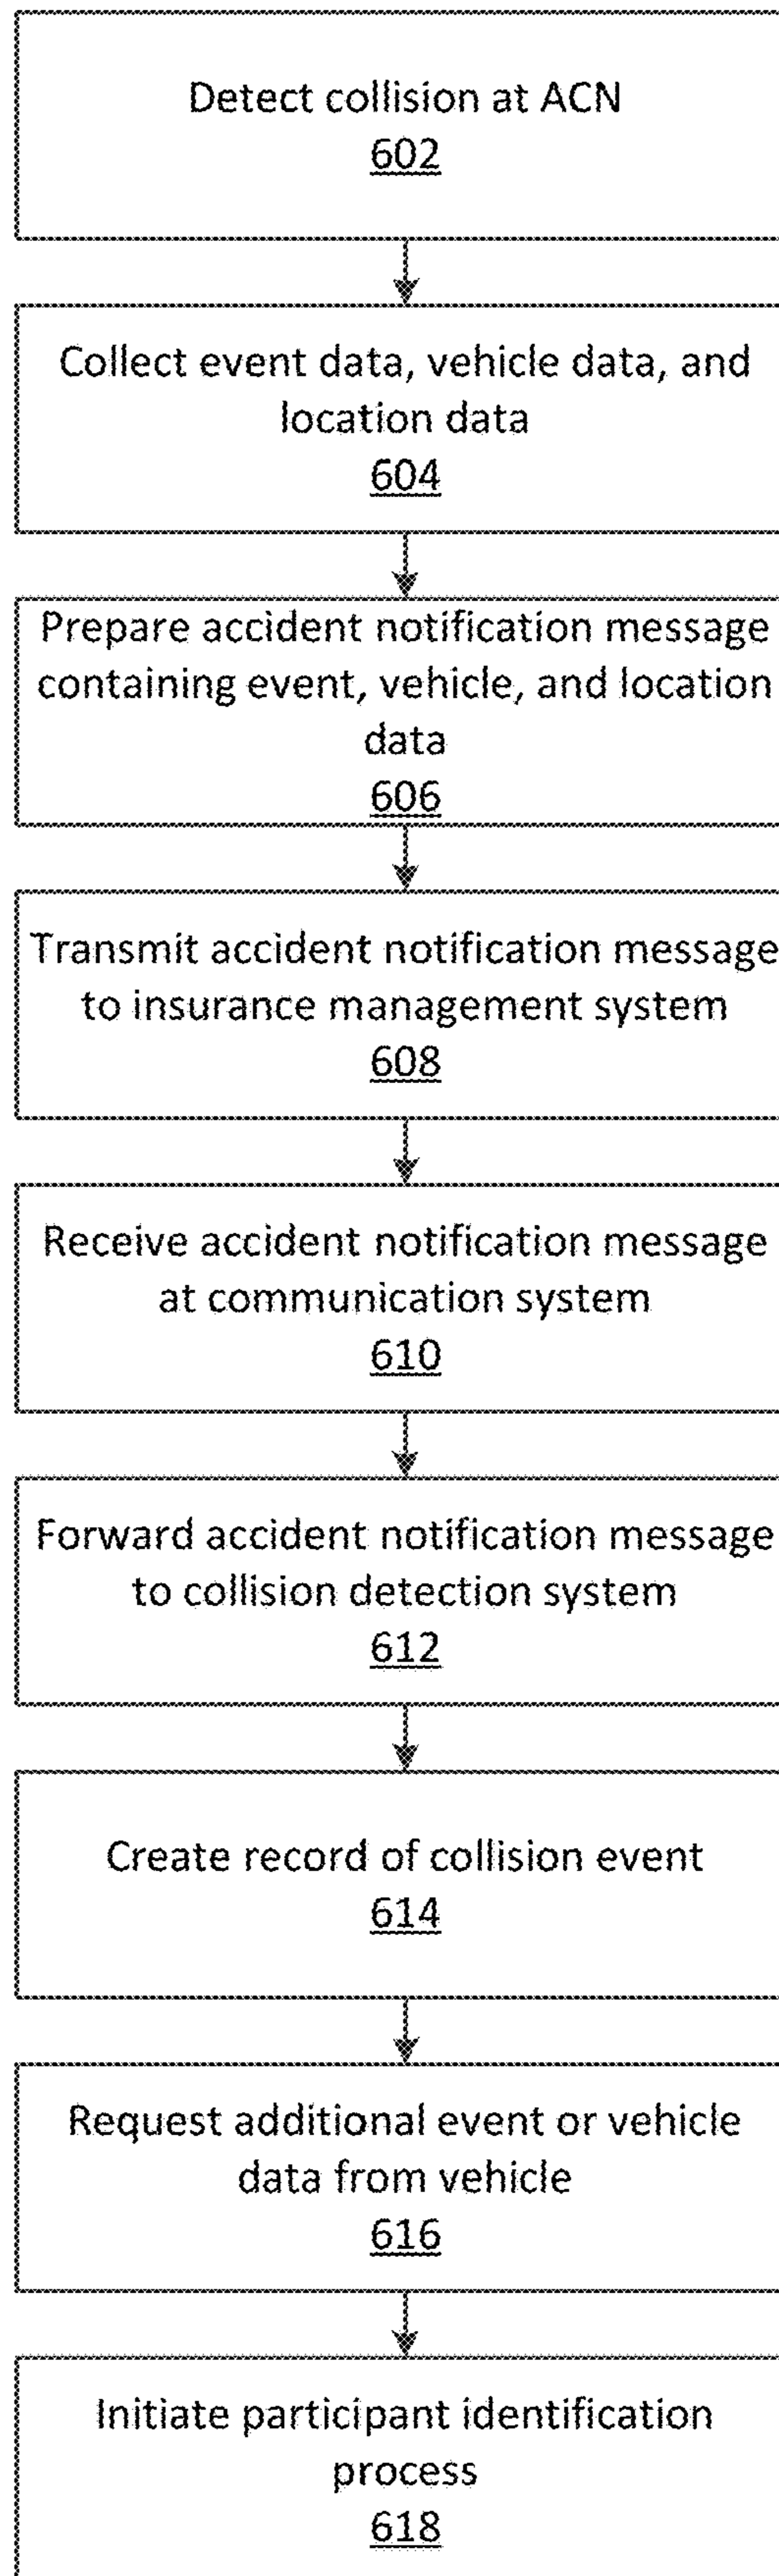 Detect collision at ACN
602
Collect event data, vehicle data, and
location data
604
Prepare accident notification message
containing event, vehicle, and location
data
606
Transmit accident notification message
to insurance management system
608
Receive accident notification message
at communication system
610
Forward accident notification message
to collision detection system
612
Create record of collision event
614
Request additional event or vehicle
data from vehicle
616
Initiate participant identification
process
618